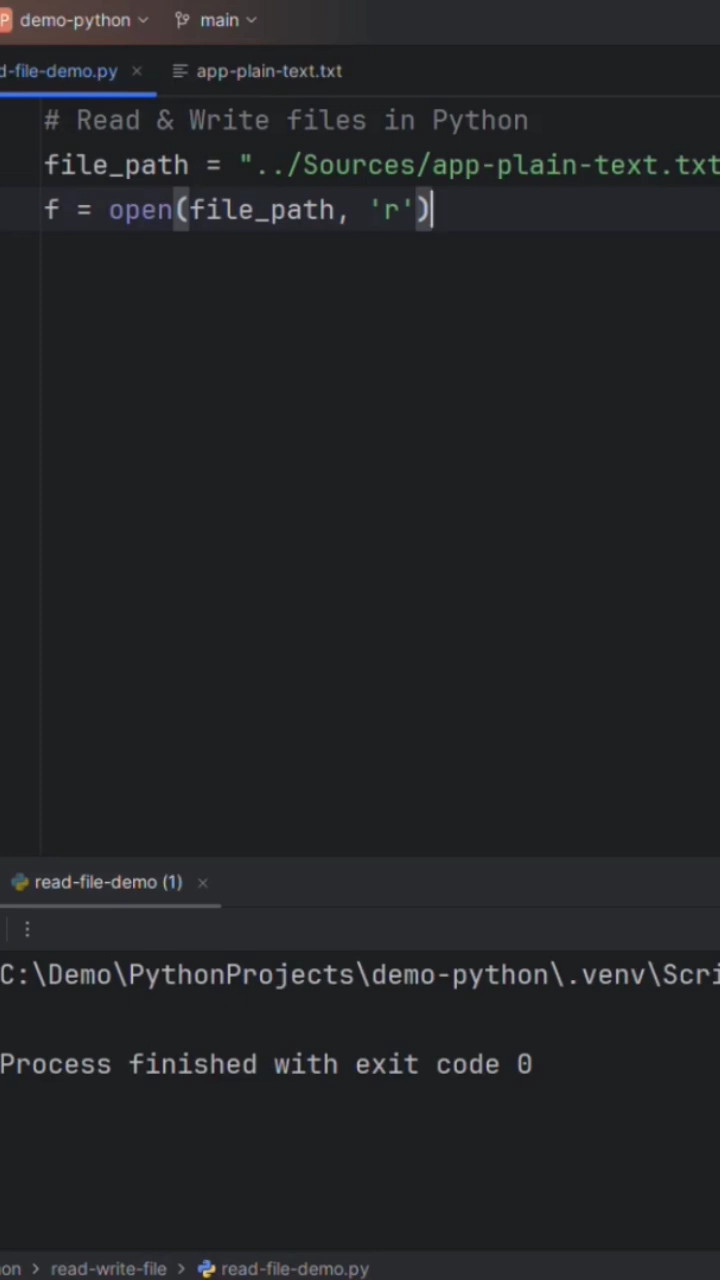 P demo-python main
d-file-demo.py × app-plain-text.txt
# Read & Write files in Python
file_path = "../Sources/app-plain-text.txt
f = open(file_path, 'r')
read-file-demo (1) ×
C:\Demo\PythonProjects\demo-python\.venv\Scri
Process finished with exit code 0
on > read-write-file > read-file-demo.py